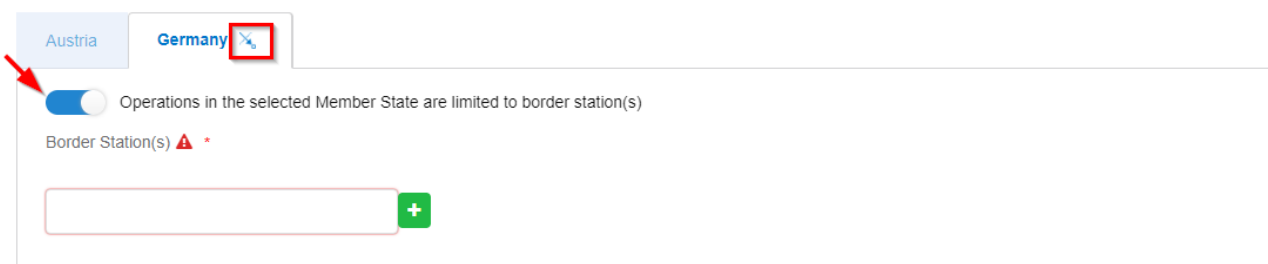 Austria Germany
Operations in the selected Member State are limited to border station(s)
Border Station(s) *
+